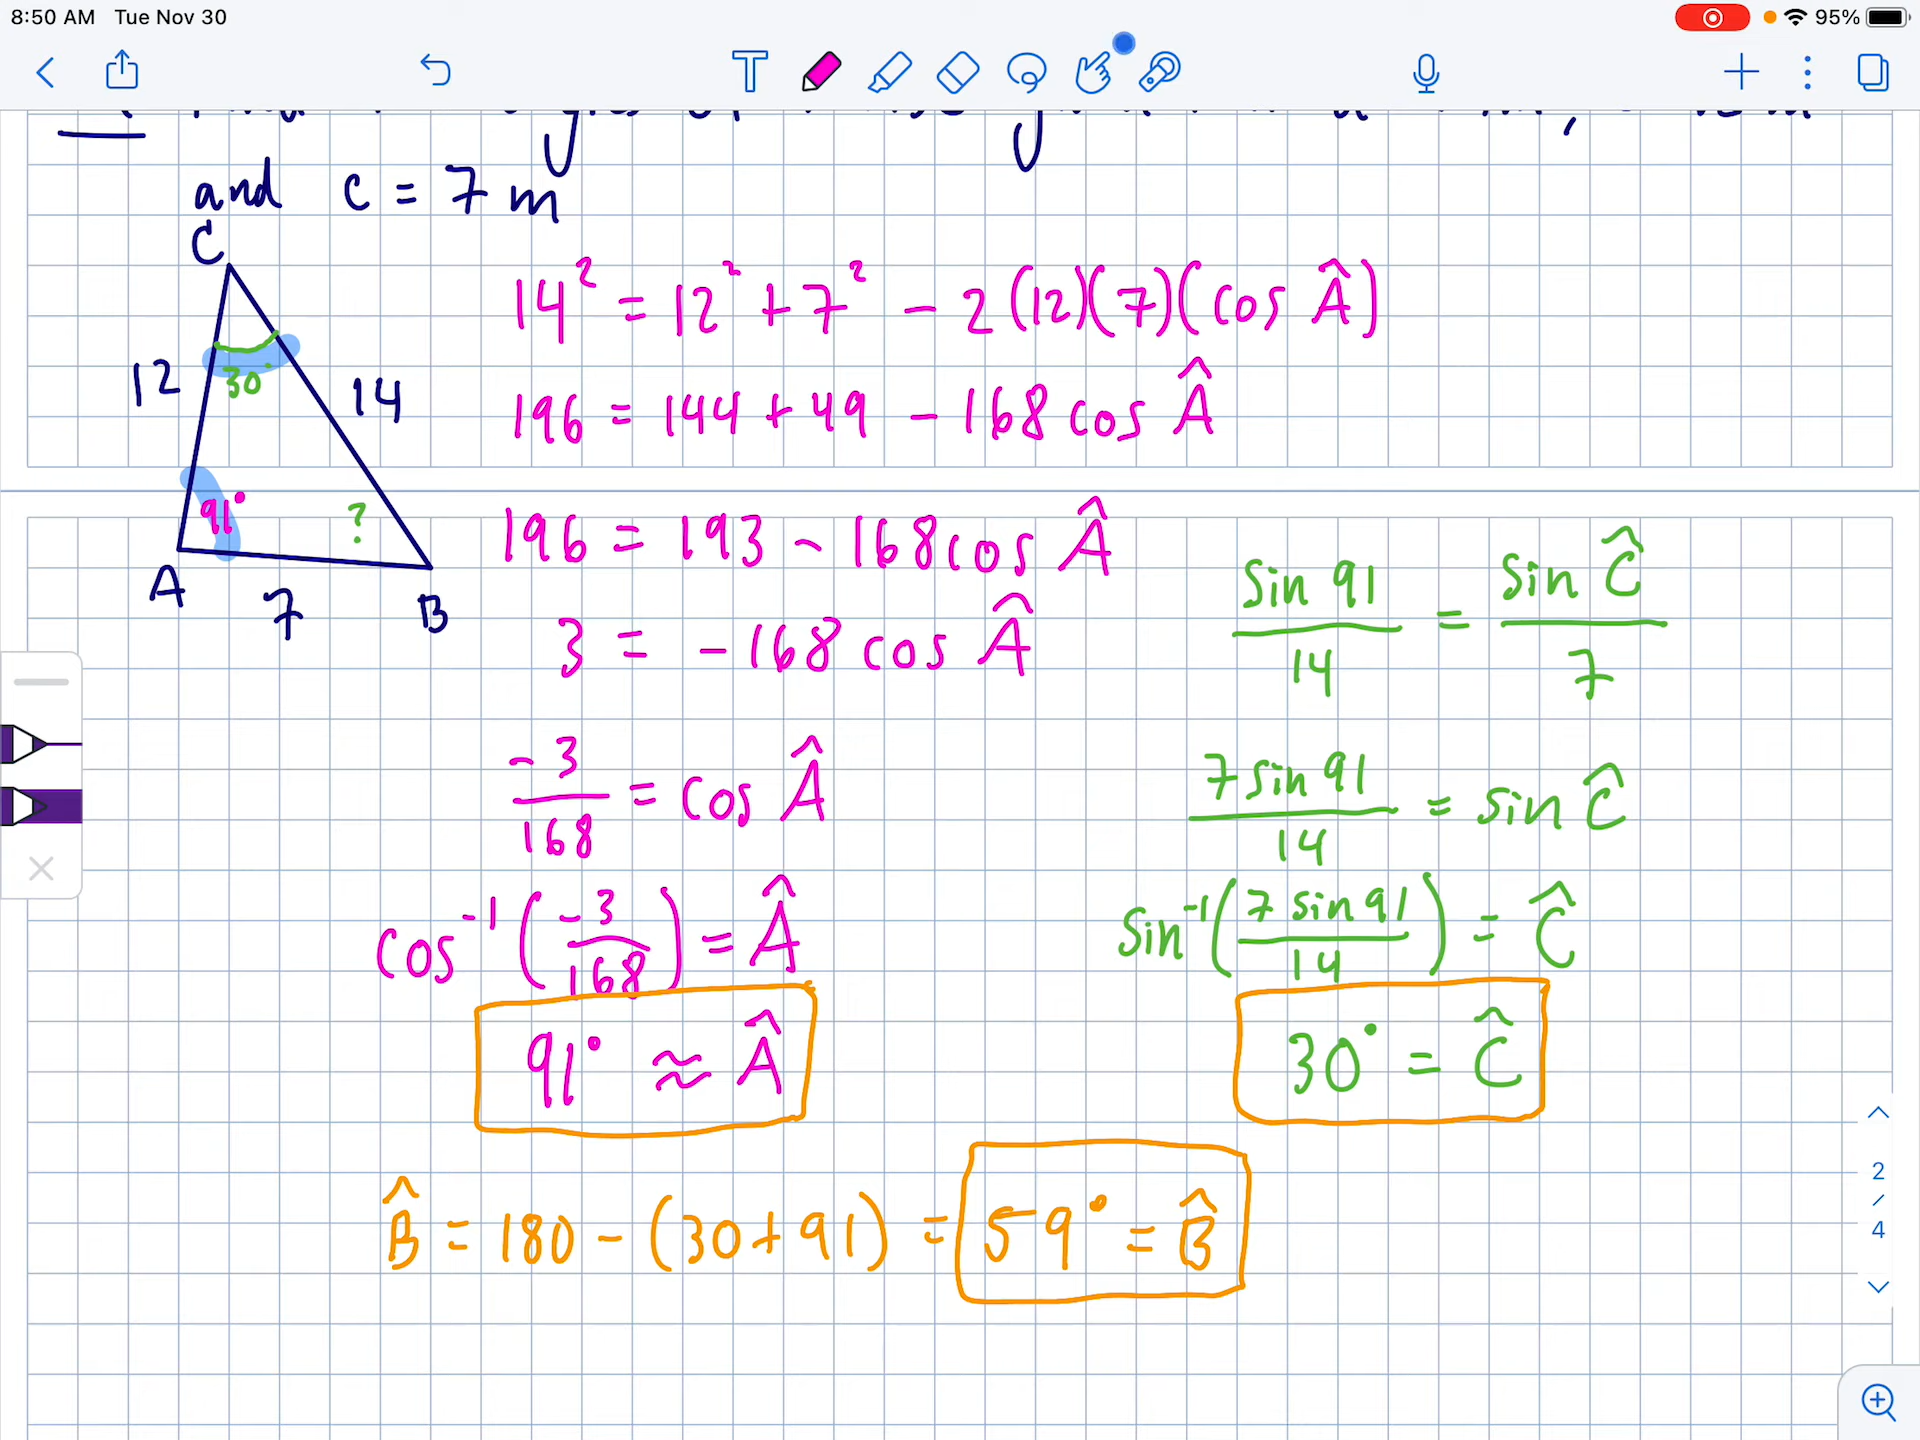 8:50 AM Tue Nov 30
95%
and c = 7 m
C
14² = 12² + 7² - 2(12)(7)(cos Â)
12
30°
14
196 = 144 + 49 - 168 cos Â
91°
?
196 = 193 - 168 cos Â
A
7
B
3 = -168 cos Â
sin 91 / 14 = sin Ĉ / 7
-3 / 168 = cos Â
7 sin 91 / 14 = sin Ĉ
cos⁻¹(-3 / 168) = Â
sin⁻¹(7 sin 91 / 14) = Ĉ
91° ≈ Â
30° = Ĉ
B̂ = 180 - (30 + 91) = 59° = B̂
2 / 4